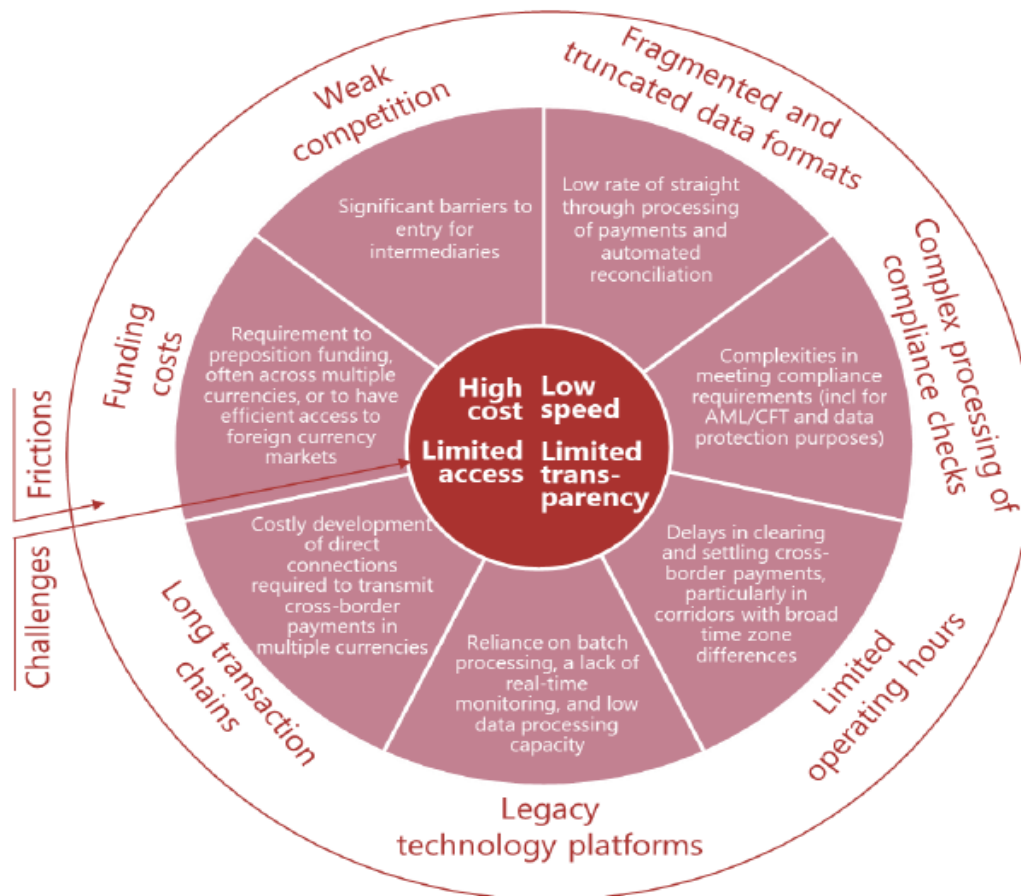 Weak
competition
Fragmented and
truncated data formats
Complex processing of
compliance checks
Limited
operating hours
Legacy
technology platforms
Long transaction
chains
Funding
costs
Frictions
Challenges
Significant barriers to
entry for
intermediaries
Low rate of straight
through processing
of payments and
automated
reconciliation
Complexities in
meeting compliance
requirements (incl for
AML/CFT and data
protection purposes)
Delays in clearing
and settling cross-
border payments,
particularly in
corridors with broad
time zone
differences
Reliance on batch
processing, a lack of
real-time
monitoring, and low
data processing
capacity
Costly development
of direct
connections
required to transmit
cross-border
payments in
multiple currencies
Requirement to
preposition funding,
often across multiple
currencies, or to have
efficient access to
foreign currency
markets
High
cost
Low
speed
Limited
access
Limited
trans-
parency